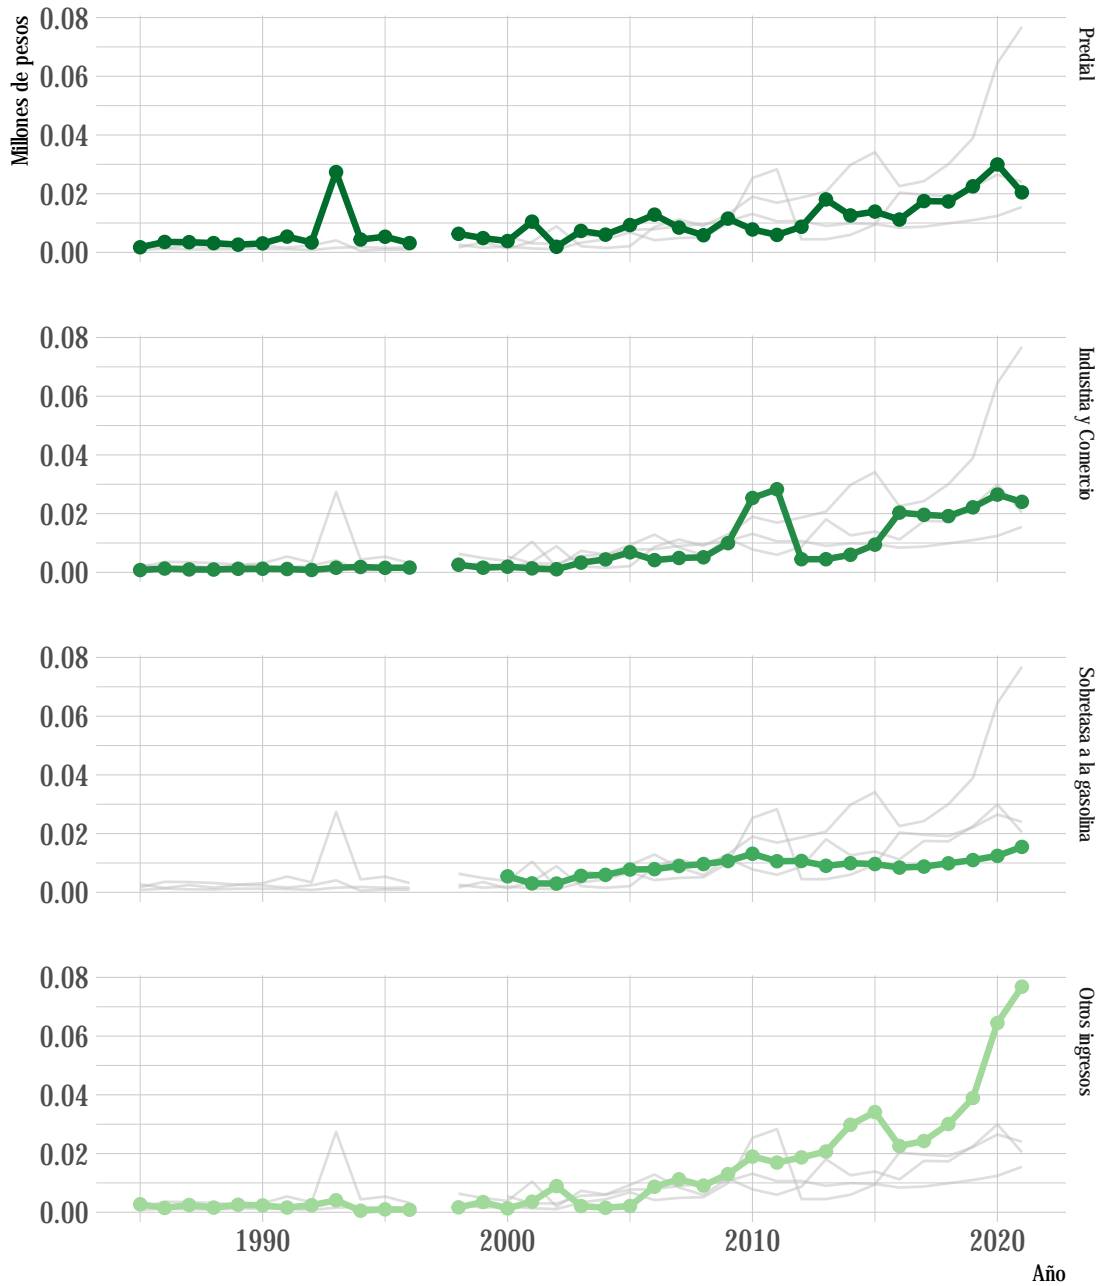 Millones de pesos
0.08
0.06
0.04
0.02
0.00
Predial
0.08
0.06
0.04
0.02
0.00
Industria y Comercio
0.08
0.06
0.04
0.02
0.00
Sobretasa a la gasolina
0.08
0.06
0.04
0.02
0.00
Otros ingresos
1990 2000 2010 2020
Año